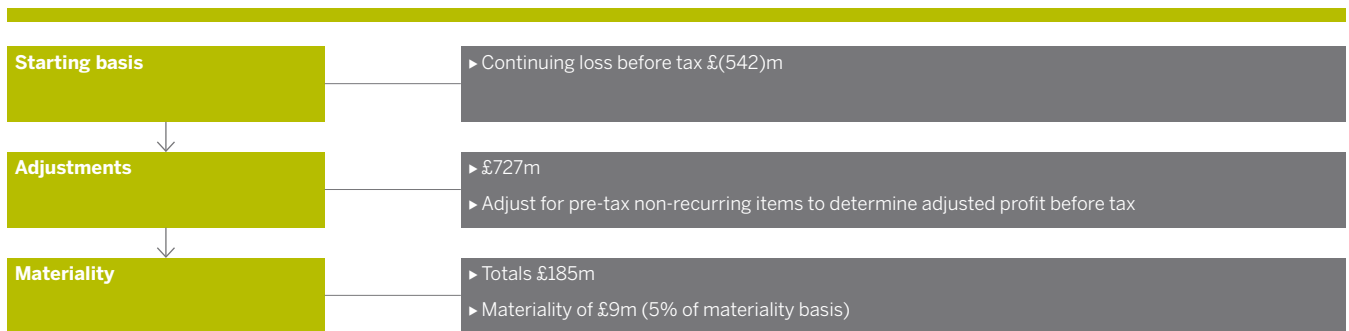 Starting basis
▸ Continuing loss before tax £(542)m
Adjustments
▸ £727m
▸ Adjust for pre-tax non-recurring items to determine adjusted profit before tax
Materiality
▸ Totals £185m
▸ Materiality of £9m (5% of materiality basis)